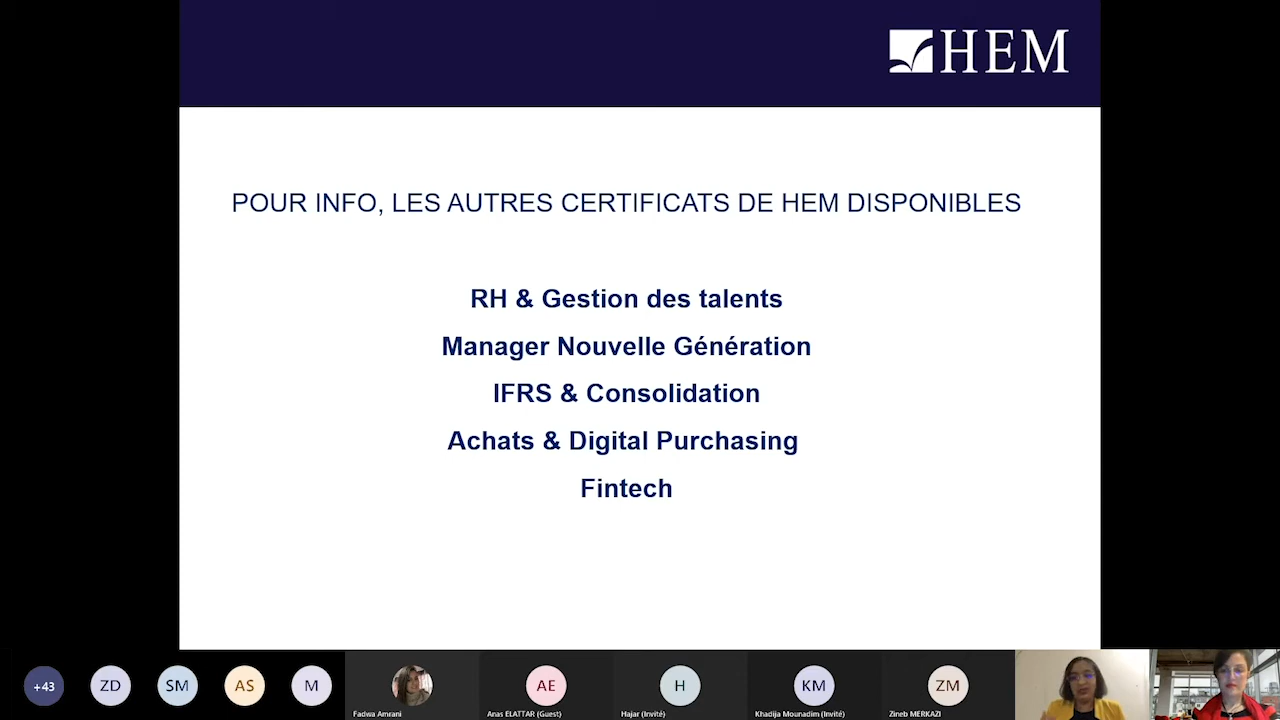 HEM
POUR INFO, LES AUTRES CERTIFICATS DE HEM DISPONIBLES
RH & Gestion des talents
Manager Nouvelle Génération
IFRS & Consolidation
Achats & Digital Purchasing
Fintech
+43
ZD
SM
AS
M
AE
H
KM
ZM
Fadwa Amrani
Anas ELATTAR (Guest)
Hajar (Invité)
Khadija Mounadim (Invité)
Zineb MERKAZI